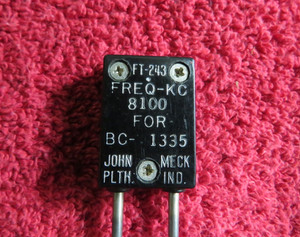 FT-243
FREQ-KC
8100
FOR
BC- 1335
JOHN MECK
PLTH. IND.